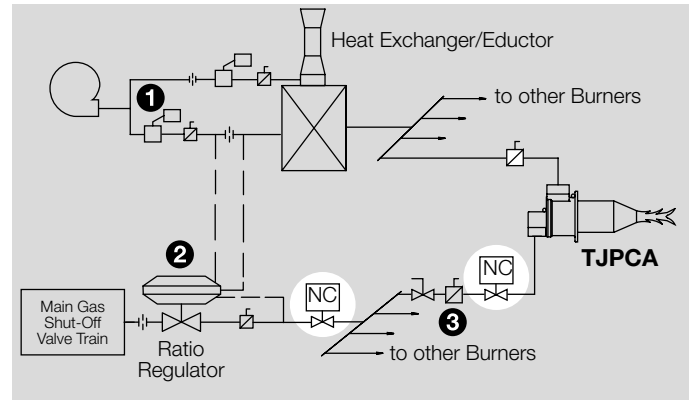 Heat Exchanger/Eductor
1
to other Burners
TJPCA
2
NC
NC
3
Main Gas
Shut-Off
Valve Train
Ratio
Regulator
to other Burners